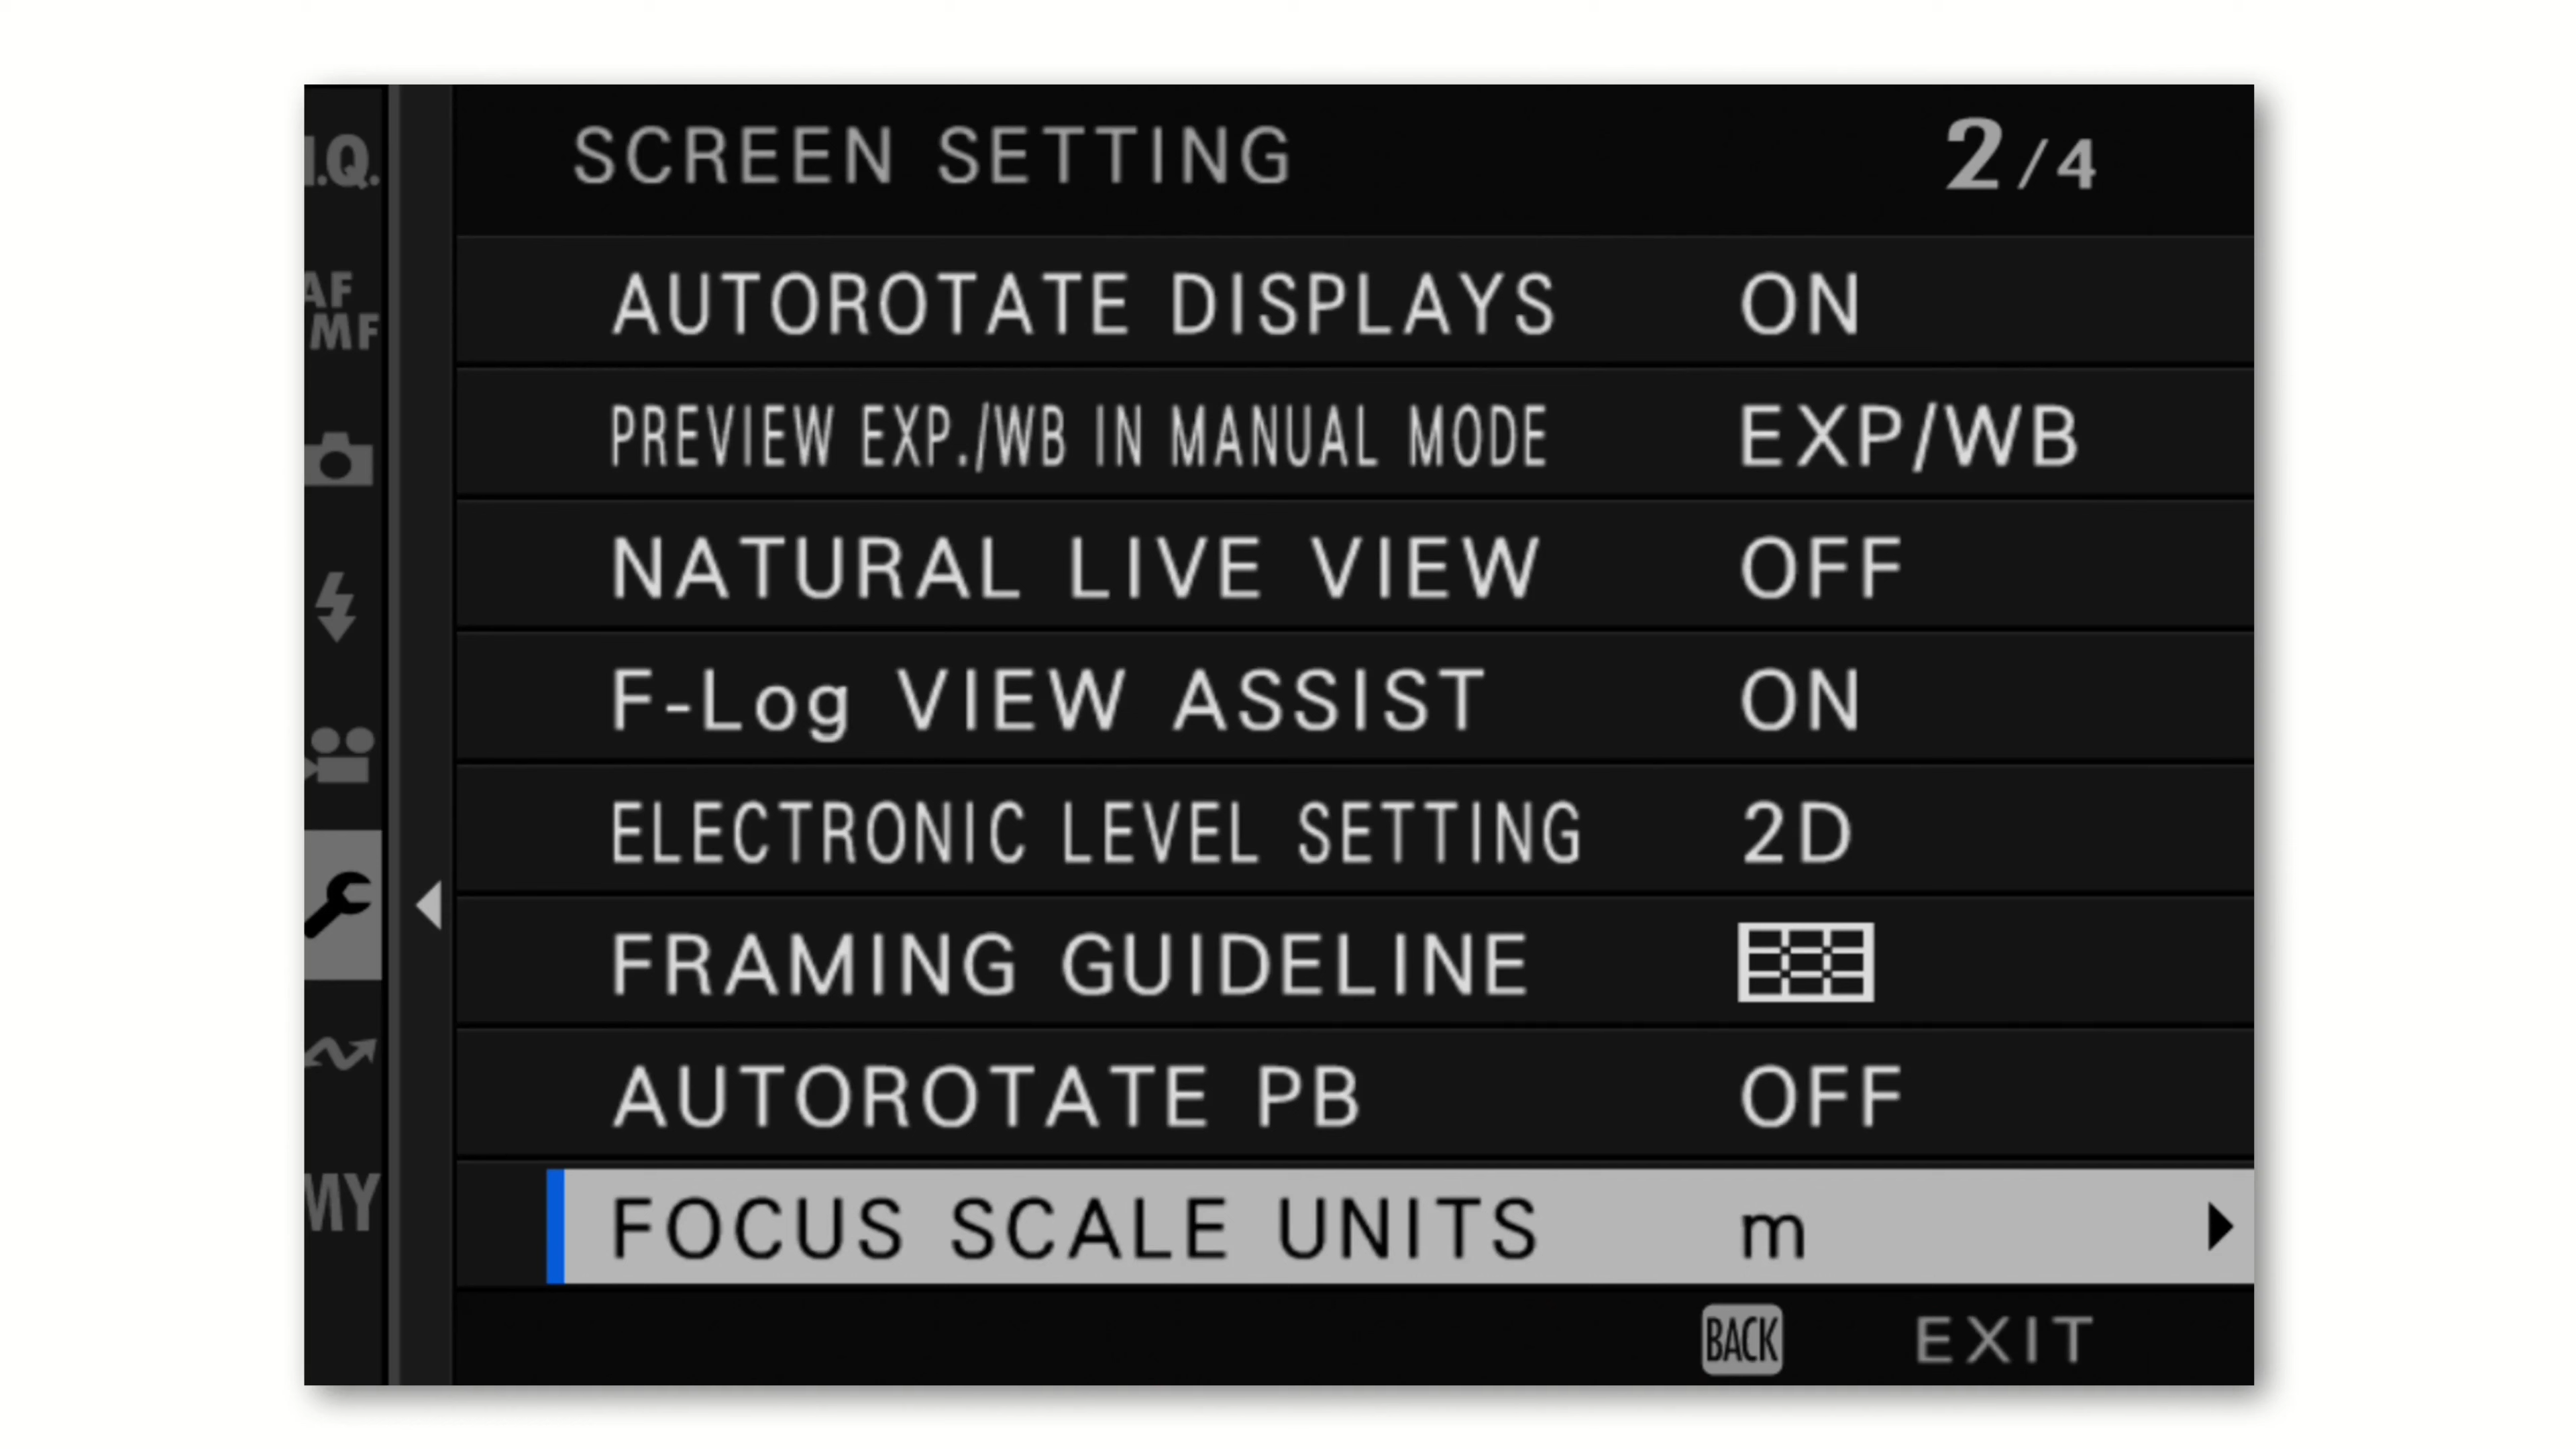 SCREEN SETTING 2/4
I.Q.
AUTOROTATE DISPLAYS ON
AF
MF
PREVIEW EXP./WB IN MANUAL MODE EXP/WB
NATURAL LIVE VIEW OFF
F-Log VIEW ASSIST ON
ELECTRONIC LEVEL SETTING 2D
FRAMING GUIDELINE
AUTOROTATE PB OFF
MY
FOCUS SCALE UNITS m
BACK EXIT